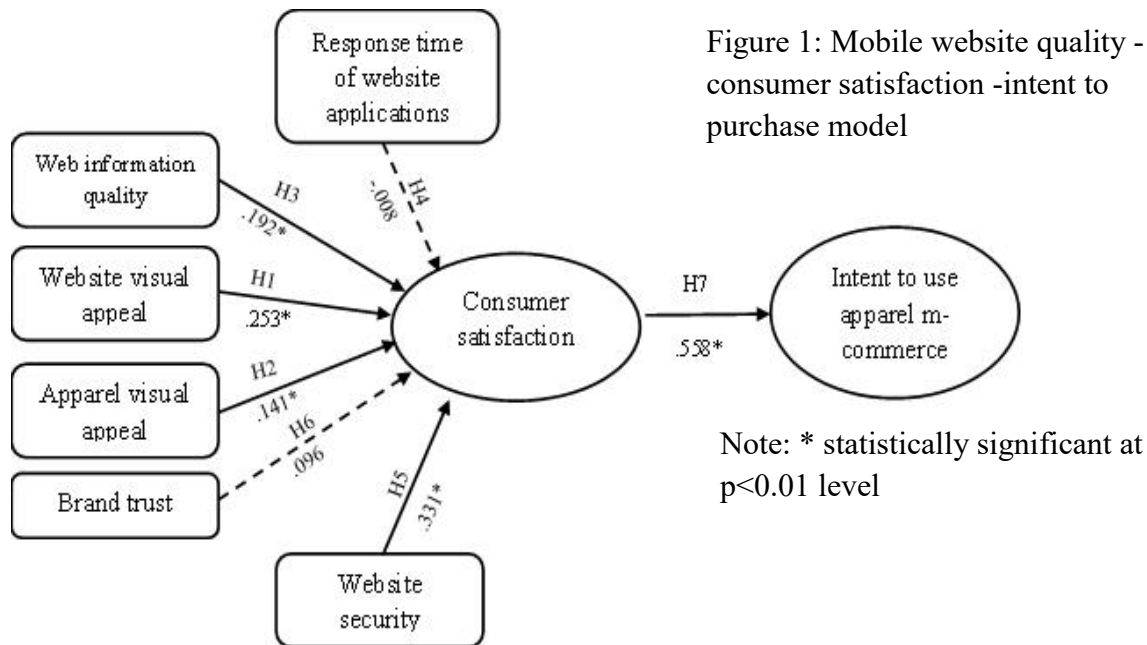 Figure 1: Mobile website quality -
consumer satisfaction -intent to
purchase model
Response time
of website
applications
Web information
quality
H3
.192*
H4
-.008
Website visual
appeal
H1
.253*
Consumer
satisfaction
H7
.558*
Intent to use
apparel m-
commerce
Apparel visual
appeal
H2
.141*
H6
.096
Brand trust
H5
.331*
Website
security
Note: * statistically significant at
p<0.01 level